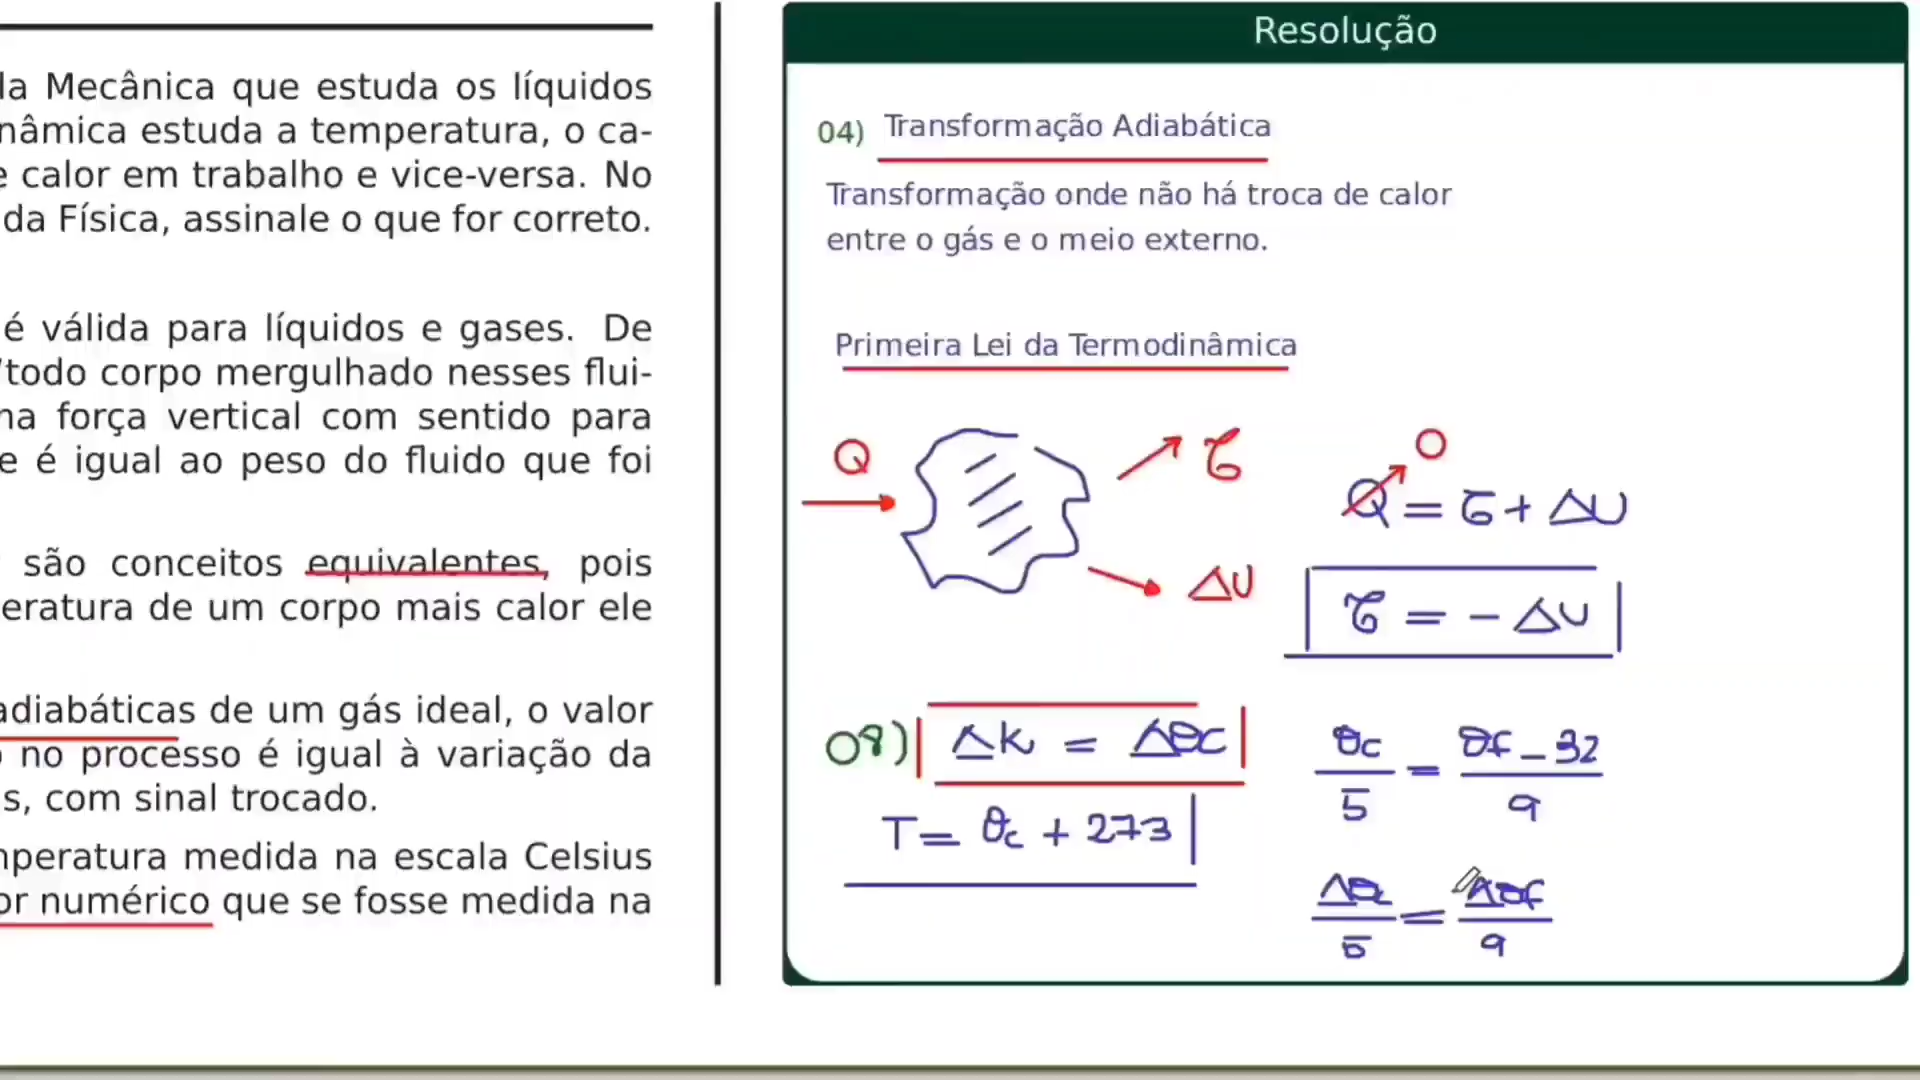 la Mecânica que estuda os líquidos
nâmica estuda a temperatura, o ca-
e calor em trabalho e vice-versa. No
da Física, assinale o que for correto.
é válida para líquidos e gases. De
"todo corpo mergulhado nesses flui-
ma força vertical com sentido para
e é igual ao peso do fluido que foi
são conceitos equivalentes, pois
eratura de um corpo mais calor ele
adiabáticas de um gás ideal, o valor
no processo é igual à variação da
s, com sinal trocado.
mperatura medida na escala Celsius
or numérico que se fosse medida na
Resolução
04) Transformação Adiabática
Transformação onde não há troca de calor
entre o gás e o meio externo.
Primeira Lei da Termodinâmica
Q
τ
ΔU
O
Q = τ + ΔU
τ = - ΔU
08) Δk = Δθc
T = θc + 273
θc/5 = θf - 32/9
Δθc/5 = Δθf/9